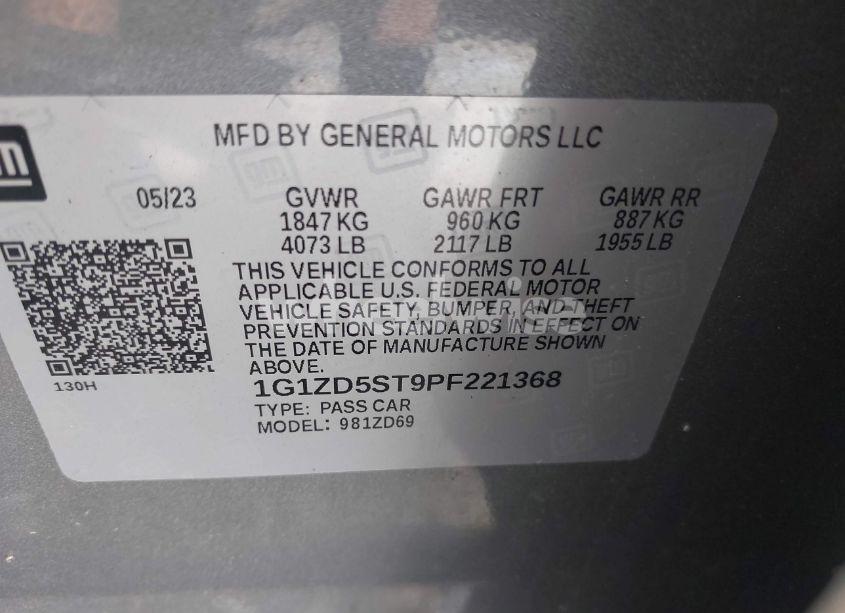 gm
MFD BY GENERAL MOTORS LLC
05/23 GVWR GAWR FRT GAWR RR
1847 KG 960 KG 887 KG
4073 LB 2117 LB 1955 LB
THIS VEHICLE CONFORMS TO ALL
APPLICABLE U.S. FEDERAL MOTOR
VEHICLE SAFETY, BUMPER, AND THEFT
PREVENTION STANDARDS IN EFFECT ON
THE DATE OF MANUFACTURE SHOWN
ABOVE.
130H
1G1ZD5ST9PF221368
TYPE: PASS CAR
MODEL: 981ZD69